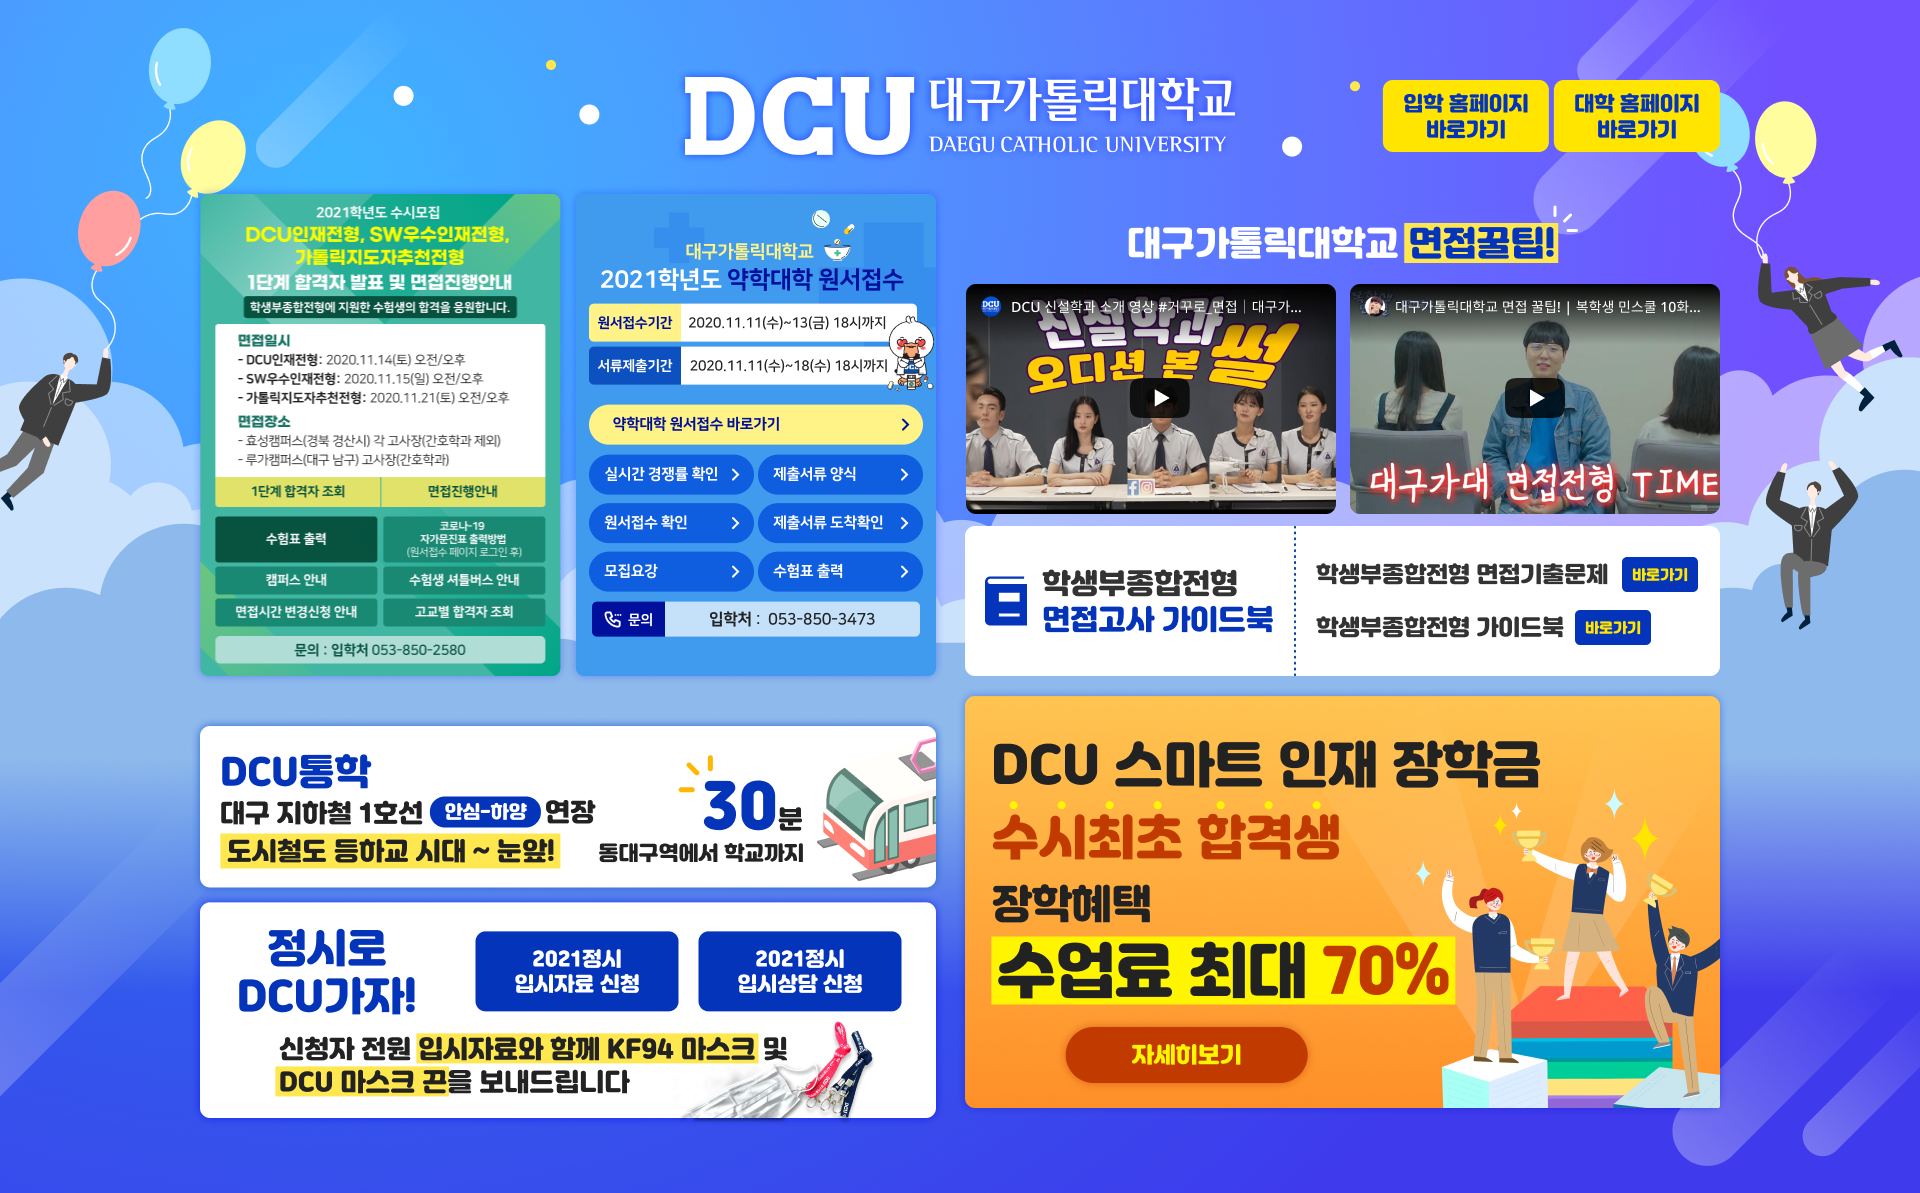 DCU 대구가톨릭대학교
DAEGU CATHOLIC UNIVERSITY
입학 홈페이지
바로가기
대학 홈페이지
바로가기
2021학년도 수시모집
DCU인재전형, SW우수인재전형,
가톨릭지도자추천전형
1단계 합격자 발표 및 면접진행안내
학생부종합전형에 지원한 수험생의 합격을 응원합니다.
면접일시
- DCU인재전형: 2020.11.14(토) 오전/오후
- SW우수인재전형: 2020.11.15(일) 오전/오후
- 가톨릭지도자추천전형: 2020.11.21(토) 오전/오후
면접장소
- 효성캠퍼스(경북 경산시) 각 고사장(간호학과 제외)
- 루가캠퍼스(대구 남구) 고사장(간호학과)
1단계 합격자 조회
면접진행안내
수험표 출력
코로나-19
자가문진표 출력방법
(원서접수 페이지 로그인 후)
캠퍼스 안내
수험생 셔틀버스 안내
면접시간 변경신청 안내
고교별 합격자 조회
문의 : 입학처 053-850-2580
대구가톨릭대학교
2021학년도 약학대학 원서접수
원서접수기간 2020.11.11(수)~13(금) 18시까지
서류제출기간 2020.11.11(수)~18(수) 18시까지
약학대학 원서접수 바로가기
실시간 경쟁률 확인
제출서류 양식
원서접수 확인
제출서류 도착확인
모집요강
수험표 출력
문의 입학처 : 053-850-3473
대구가톨릭대학교 면접꿀팁!
DCU
DCU 신설학과 소개 영상 #거꾸로_면접 | 대구가...
신설학과
오디션 본 썰
대구가톨릭대학교 면접 꿀팁! | 복학생 민스쿨 10화...
대구가대 면접전형 TIME
학생부종합전형
면접고사 가이드북
학생부종합전형 면접기출문제 바로가기
학생부종합전형 가이드북 바로가기
DCU통학
대구 지하철 1호선 안심-하양 연장
도시철도 등하교 시대 ~ 눈앞!
30분
동대구역에서 학교까지
정시로
DCU가자!
2021정시
입시자료 신청
2021정시
입시상담 신청
신청자 전원 입시자료와 함께 KF94 마스크 및
DCU 마스크 끈을 보내드립니다
DCU 스마트 인재 장학금
수시최초 합격생
장학혜택
수업료 최대 70%
자세히보기